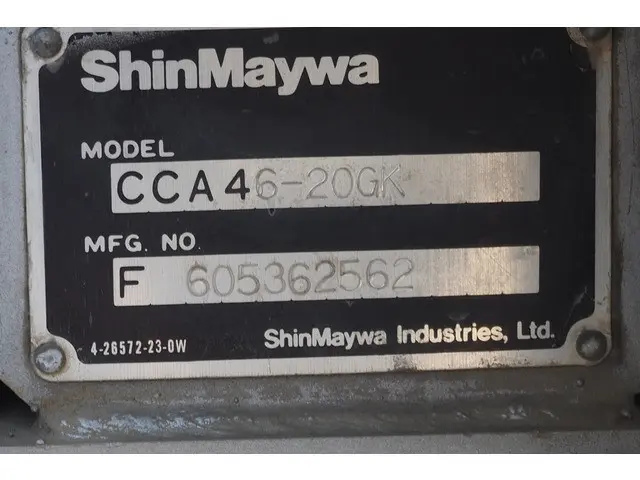 ShinMaywa
MODEL
CCA46-20GK
MFG. NO.
F 605362562
4-26572-23-0W
ShinMaywa Industries, Ltd.